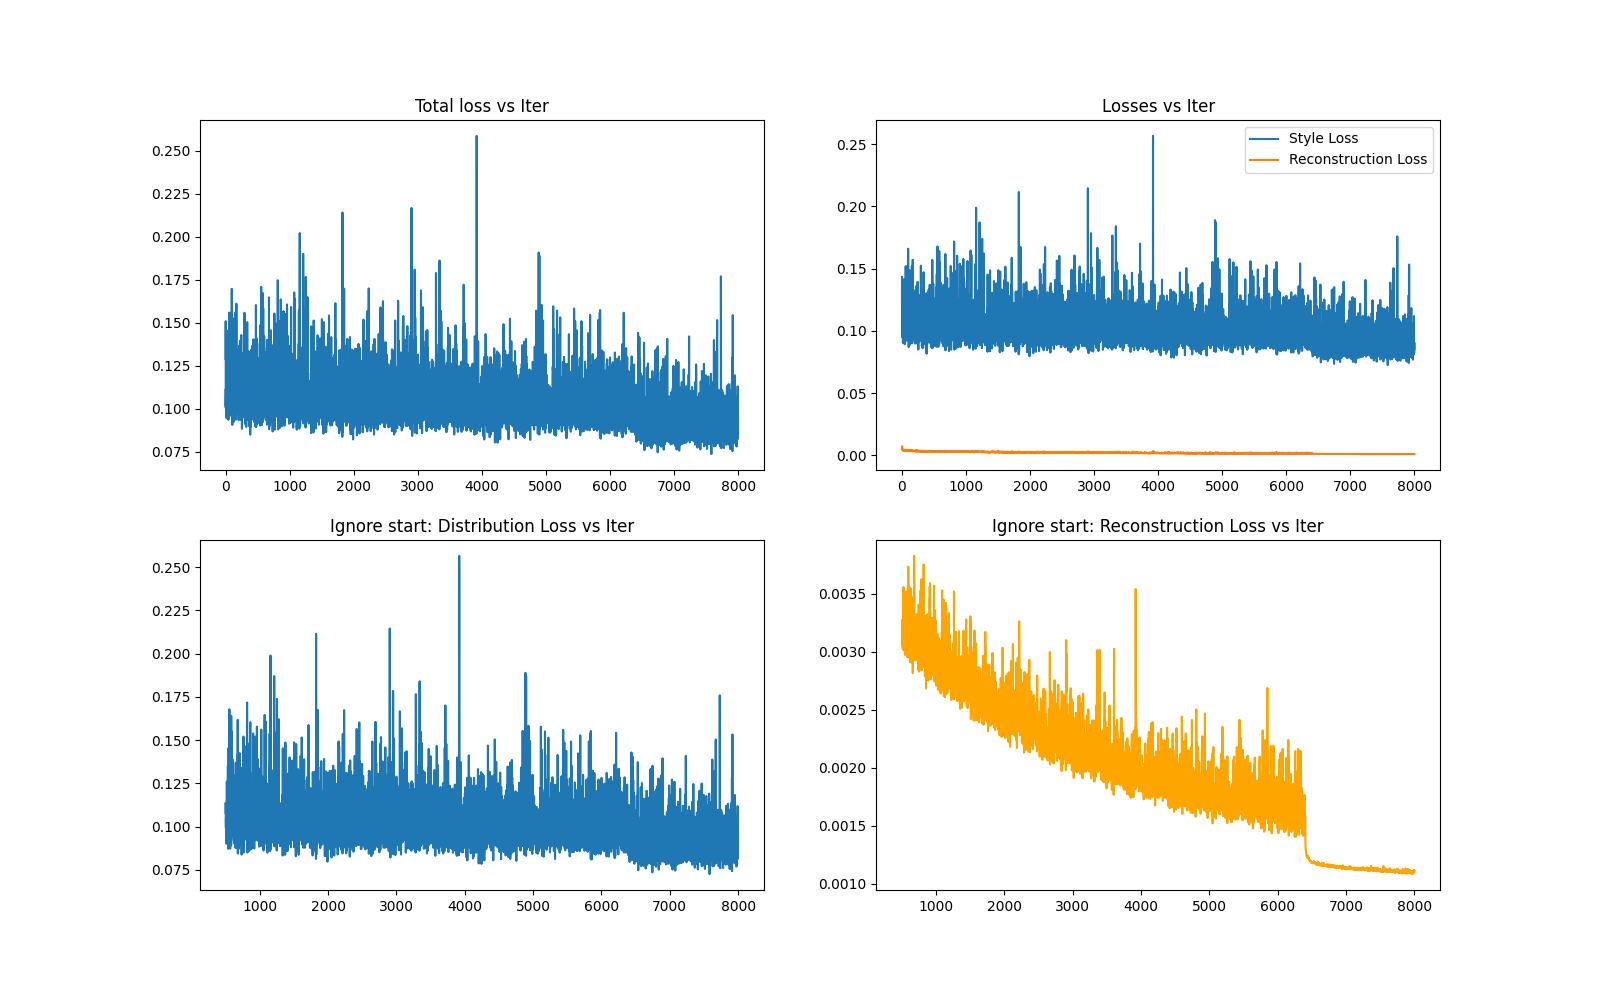 Total loss vs Iter
0.250
0.225
0.200
0.175
0.150
0.125
0.100
0.075
0 1000 2000 3000 4000 5000 6000 7000 8000
Losses vs Iter
Style Loss
Reconstruction Loss
0.25
0.20
0.15
0.10
0.05
0.00
0 1000 2000 3000 4000 5000 6000 7000 8000
Ignore start: Distribution Loss vs Iter
0.250
0.225
0.200
0.175
0.150
0.125
0.100
0.075
1000 2000 3000 4000 5000 6000 7000 8000
Ignore start: Reconstruction Loss vs Iter
0.0035
0.0030
0.0025
0.0020
0.0015
0.0010
1000 2000 3000 4000 5000 6000 7000 8000